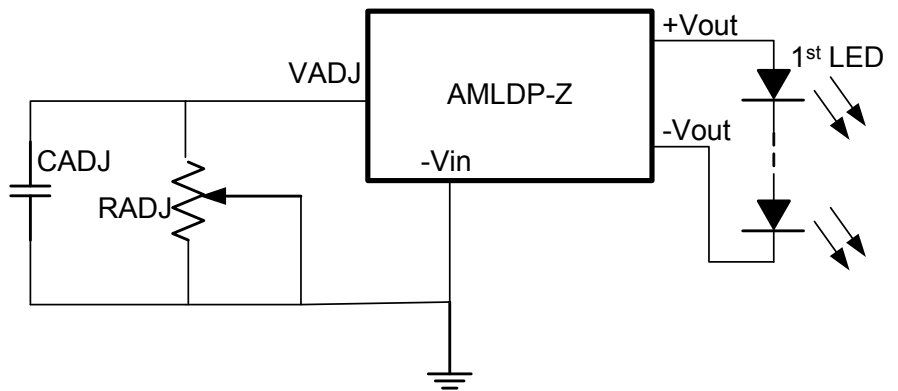 +Vout
1st LED
VADJ
AMLDP-Z
-Vout
-Vin
CADJ
RADJ